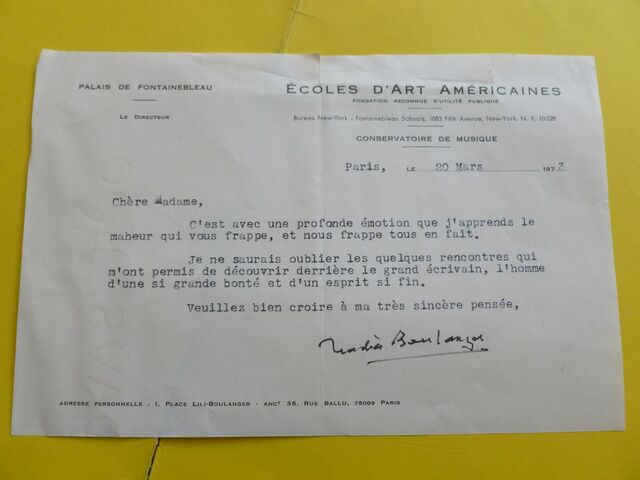 PALAIS DE FONTAINEBLEAU
LE DIRECTEUR
ÉCOLES D'ART AMÉRICAINES
FONDATION RECONNUE D'UTILITÉ PUBLIQUE
Bureau New-York : Fontainebleau Schools, 1083 Fifth Avenue, New-York. N. Y. 10.028
CONSERVATOIRE DE MUSIQUE
Paris, LE 20 Mars 1973
Chère Madame,
C'est avec une profonde émotion que j'apprends le
maheur qui vous frappe, et nous frappe tous en fait.
Je ne saurais oublier les quelques rencontres qui
m'ont permis de découvrir derrière le grand écrivain, l'homme
d'une si grande bonté et d'un esprit si fin.
Veuillez bien croire à ma très sincère pensée,
Nadia Boulanger
ADRESSE PERSONNELLE : 1, PLACE LILI-BOULANGER - ANCT 36, RUE BALLU, 75009 PARIS